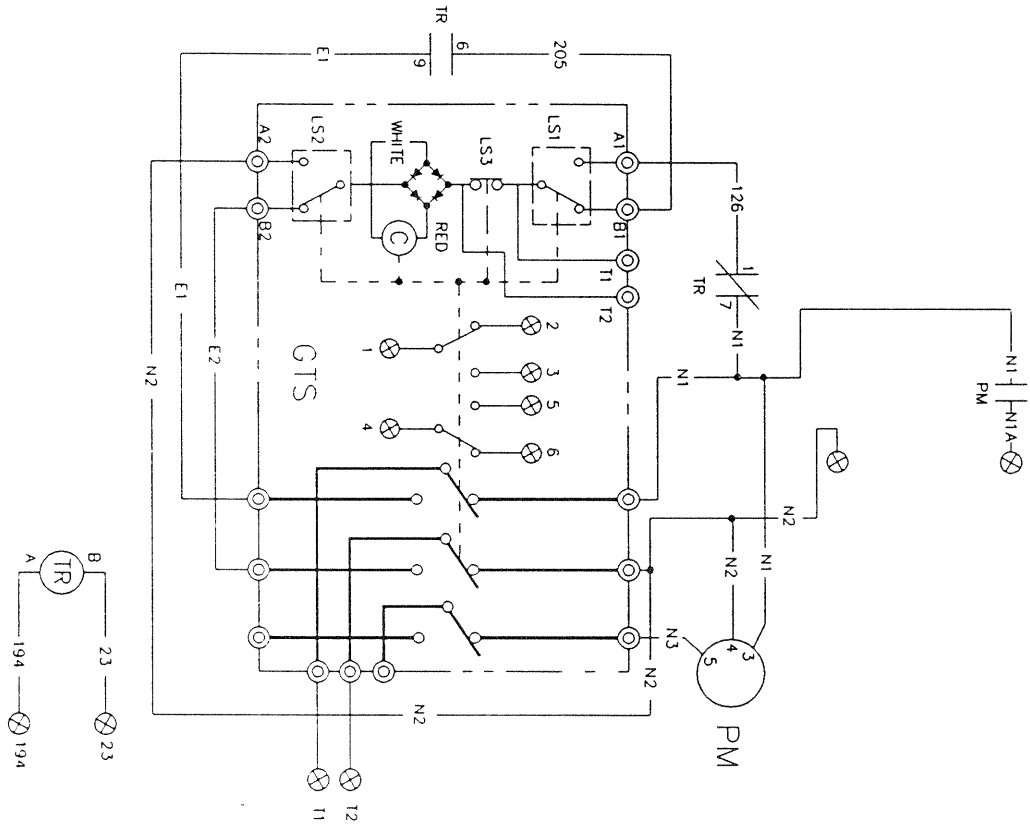 TR
6
9
E1
205
A2
LS2
WHITE
LS3
LS1
A1
126
B2
C
RED
B1
T1
T2
1
TR
7
N1
E1
E2
N2
GTS
1
2
3
5
4
6
N1
N1
PM
N1A
N2
N2
N1
N3
N2
3
4
5
PM
N2
A
B
TR
194
23
194
23
T1
T2